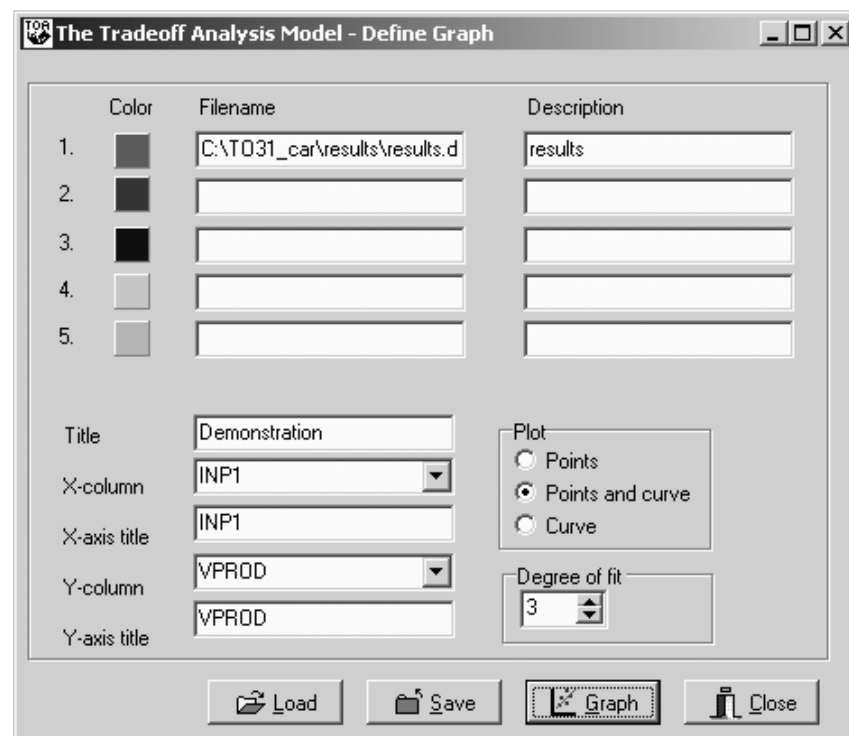 TOA
The Tradeoff Analysis Model - Define Graph
Color Filename Description
1. C:\TO31_car\results\results.d results
2.
3.
4.
5.
Title Demonstration
X-column INP1
X-axis title INP1
Y-column VPROD
Y-axis title VPROD
Plot
Points
Points and curve
Curve
Degree of fit
3
Load Save Graph Close